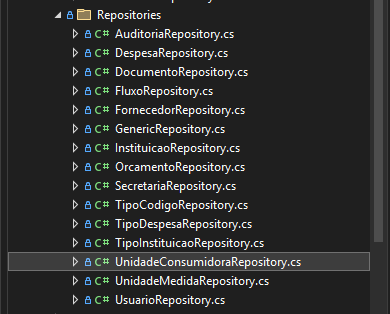 Repositories
C# AuditoriaRepository.cs
C# DespesaRepository.cs
C# DocumentoRepository.cs
C# FluxoRepository.cs
C# FornecedorRepository.cs
C# GenericRepository.cs
C# InstituicaoRepository.cs
C# OrcamentoRepository.cs
C# SecretariaRepository.cs
C# TipoCodigoRepository.cs
C# TipoDespesaRepository.cs
C# TipoInstituicaoRepository.cs
C# UnidadeConsumidoraRepository.cs
C# UnidadeMedidaRepository.cs
C# UsuarioRepository.cs